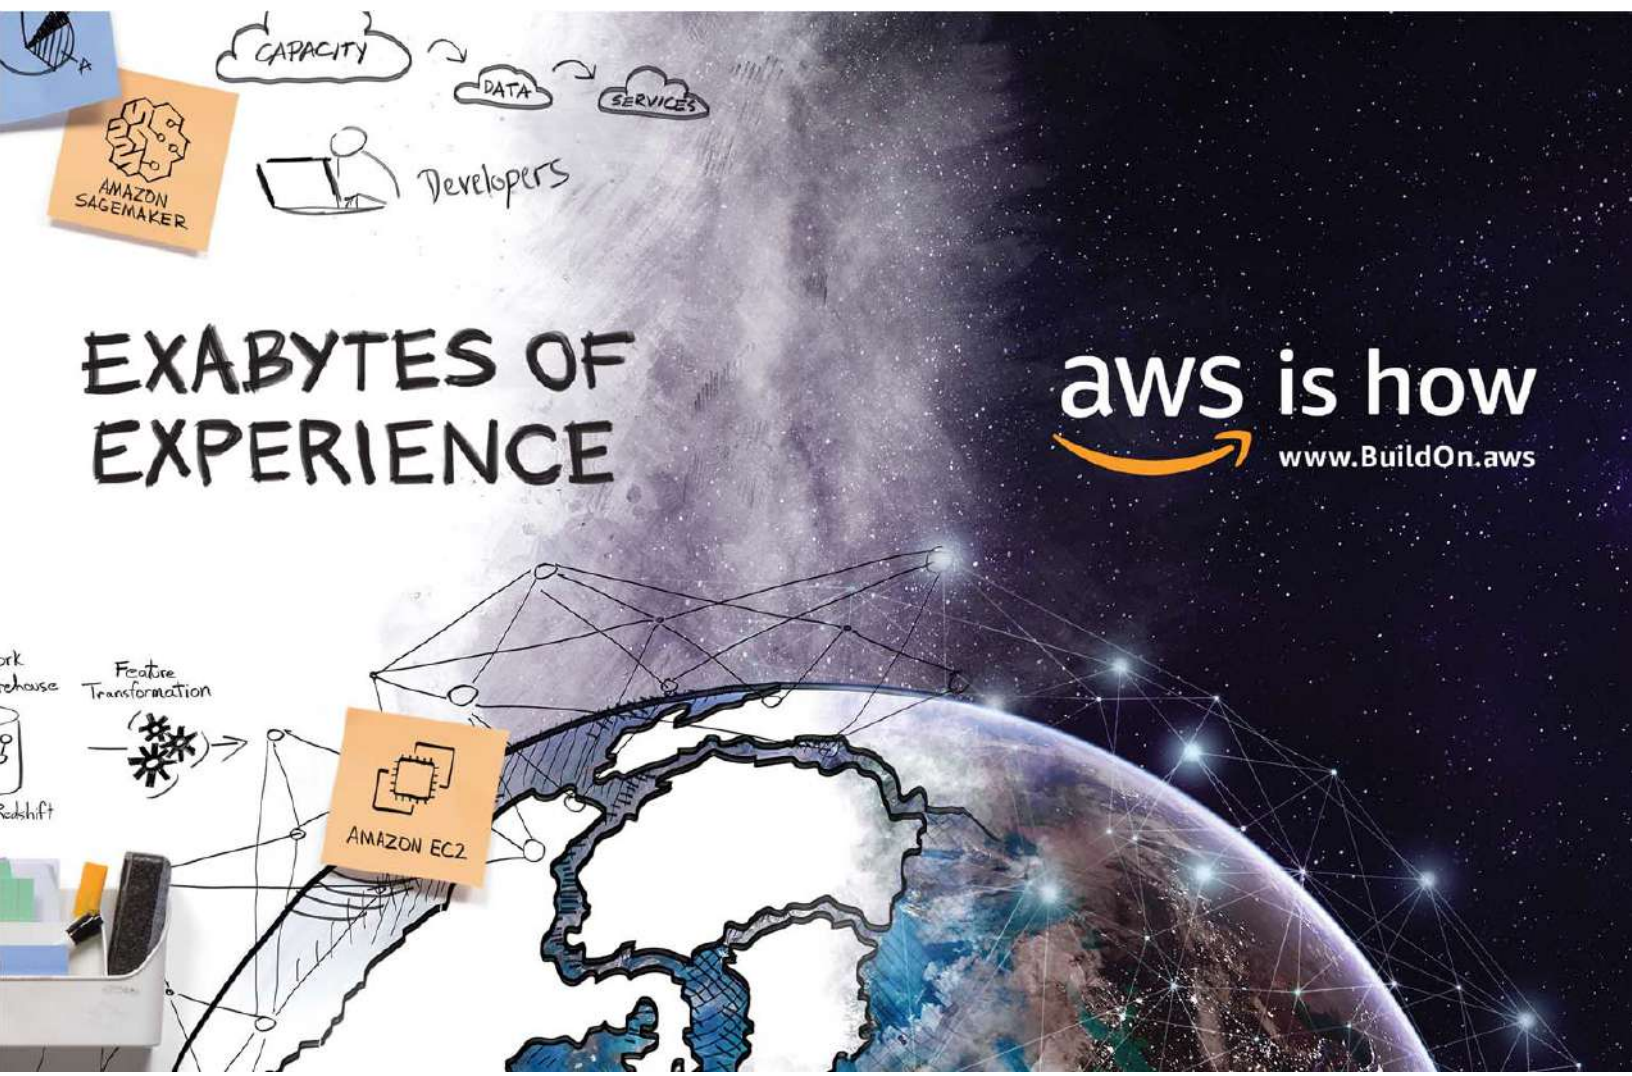 A
CAPACITY
DATA
SERVICES
AMAZON
SAGEMAKER
Developers
EXABYTES OF
EXPERIENCE
aws is how
www.BuildOn.aws
Feature
Transformation
AMAZON EC2